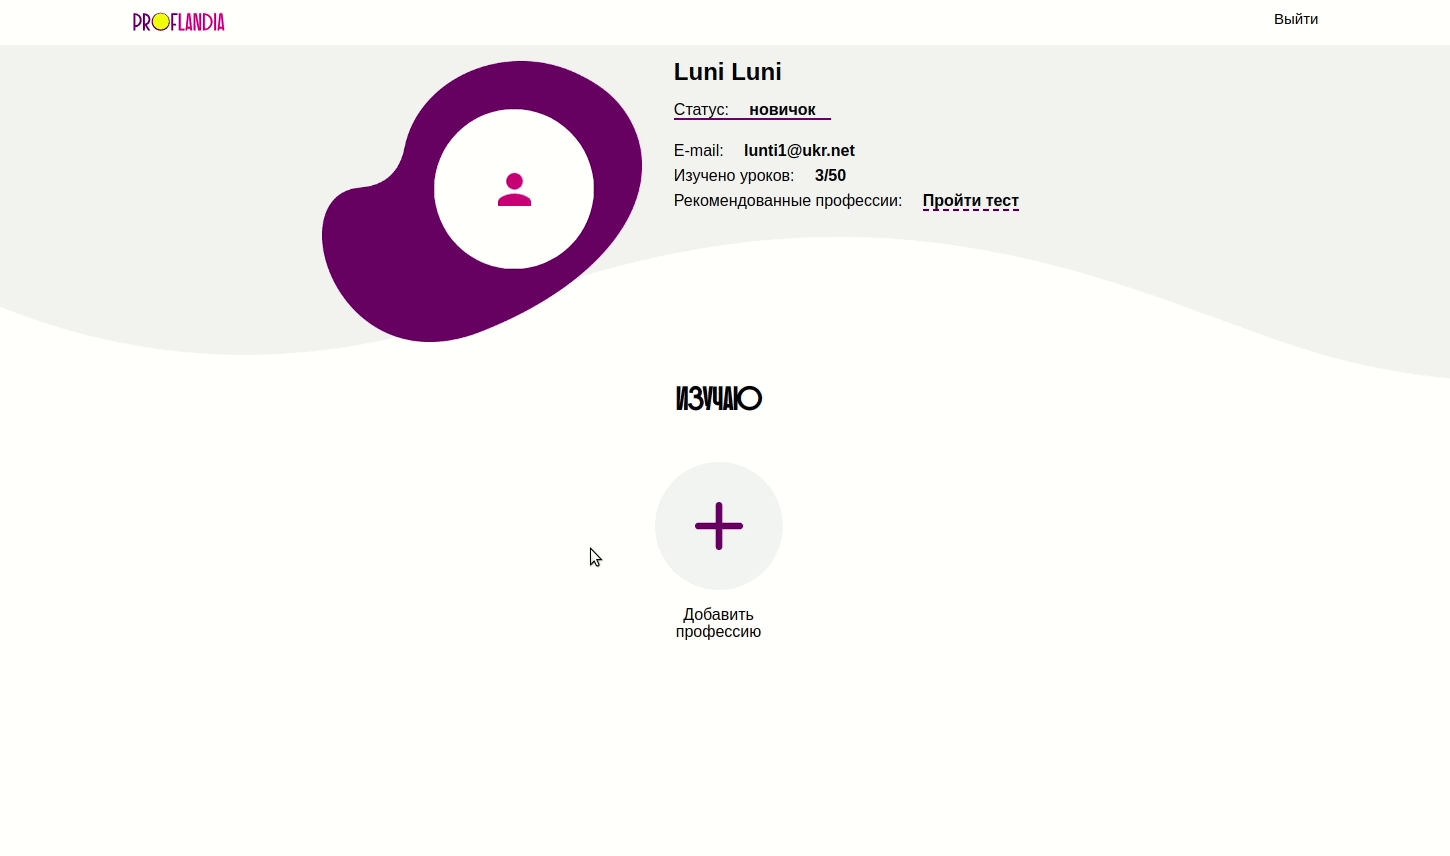 PROFLANDIA
Выйти
Luni Luni
Статус: новичок
E-mail: lunti1@ukr.net
Изучено уроков: 3/50
Рекомендованные профессии: Пройти тест
ИЗУЧАЮ
Добавить
профессию